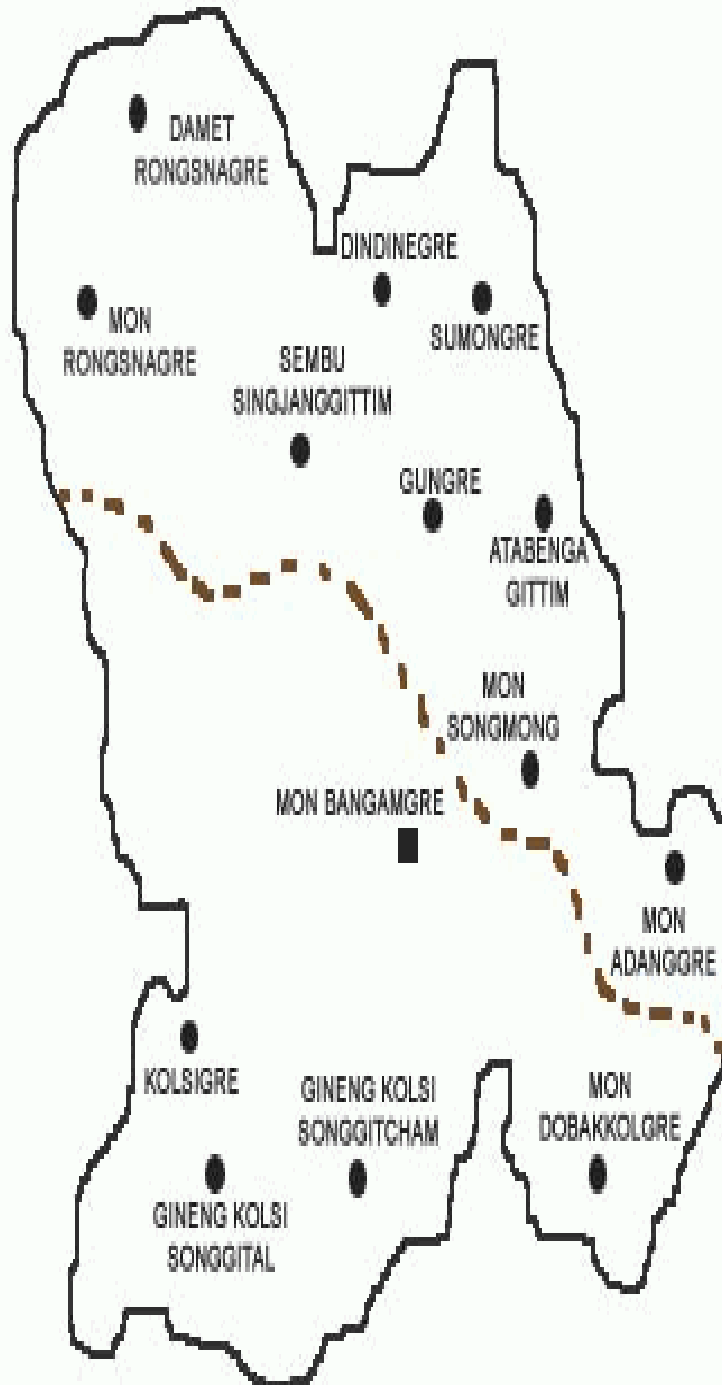 DAMET
RONGSNAGRE
DINDINEGRE
SUMONGRE
MON
RONGSNAGRE
SEMBU
SINGJANGGITTIM
GUNGRE
ATABENGA
GITTIM
MON
SONGMONG
MON BANGAMGRE
MON
ADANGGRE
KOLSIGRE
GINENG KOLSI
SONGGITCHAM
MON
DOBAKKOLGRE
GINENG KOLSI
SONGGITAL